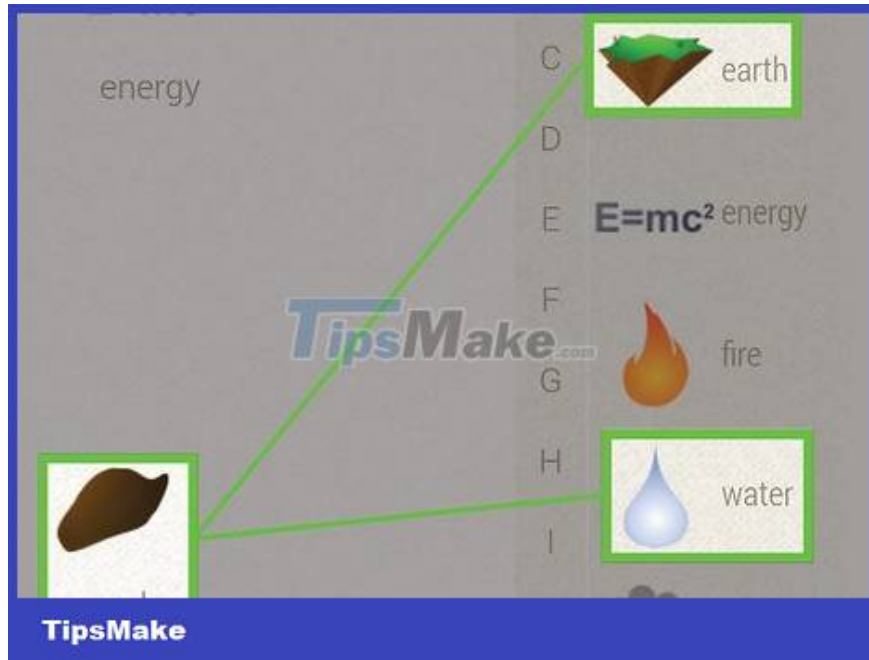 energy
C
earth
D
E
E=mc² energy
F
TipsMake.com
fire
G
H
water
I
TipsMake